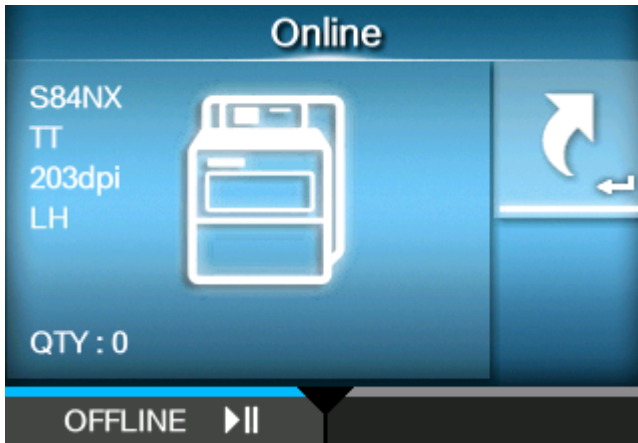 Online
S84NX
TT
203dpi
LH
QTY : 0
OFFLINE